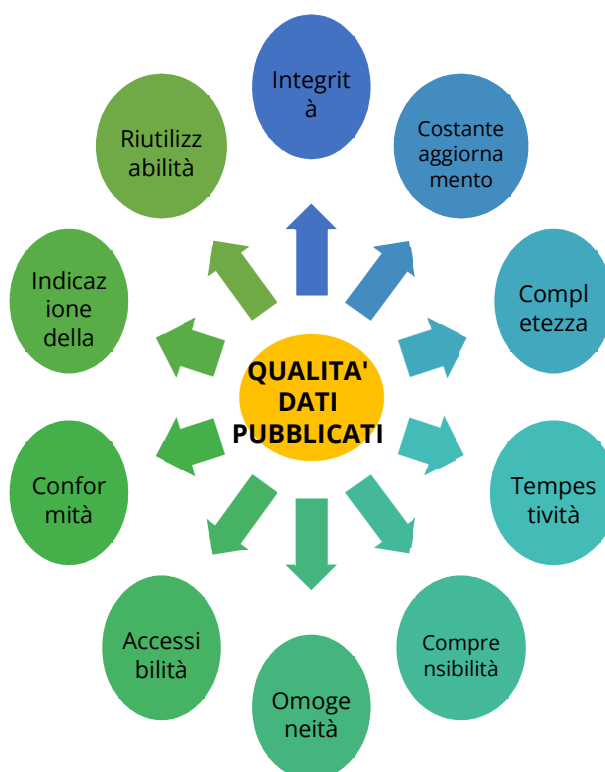 Integrit
à
Costante
aggiorna
mento
Compl
etezza
Tempes
tività
Compre
nsibilità
Omoge
neità
Accessi
bilità
Confor
mità
Indicaz
ione
della
Riutilizz
abilità
QUALITA'
DATI
PUBBLICATI